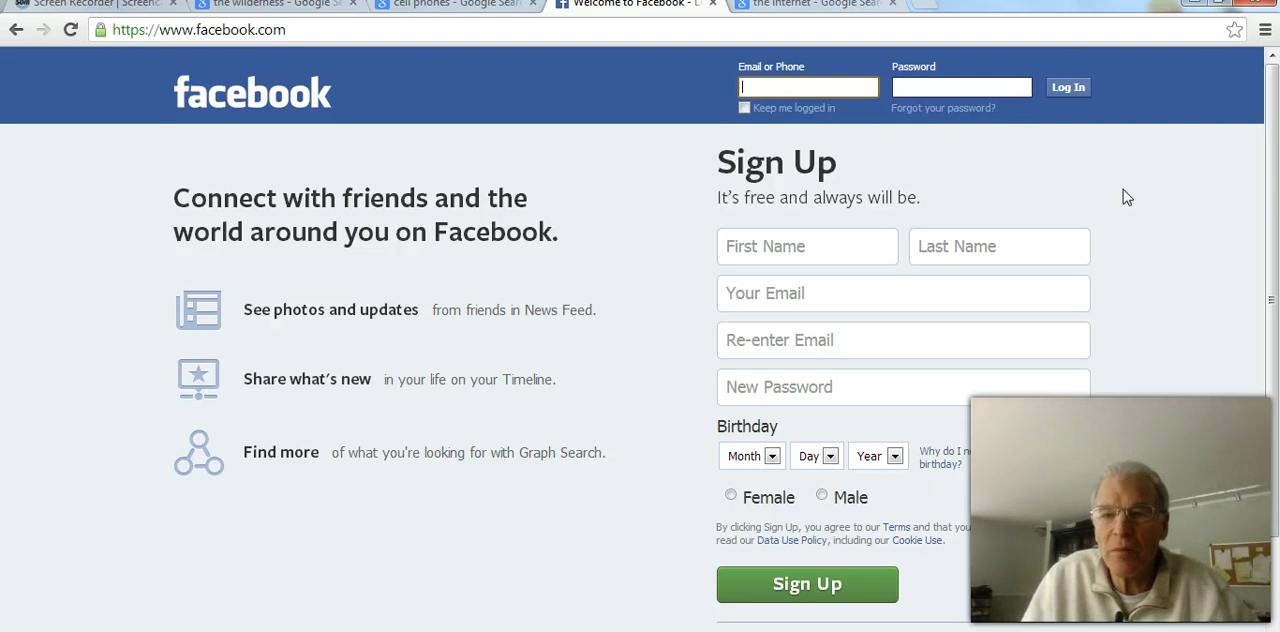 Screen Recorder | Screenc
the wilderness - Google S
cell phones - Google Sear
Welcome to Facebook - L
the internet - Google Sear
https://www.facebook.com
facebook
Email or Phone
Password
Log In
Keep me logged in
Forgot your password?
Connect with friends and the
world around you on Facebook.
See photos and updates from friends in News Feed.
Share what's new in your life on your Timeline.
Find more of what you're looking for with Graph Search.
Sign Up
It's free and always will be.
First Name
Last Name
Your Email
Re-enter Email
New Password
Birthday
Month
Day
Year
Why do I n
birthday?
Female
Male
By clicking Sign Up, you agree to our Terms and that you
read our Data Use Policy, including our Cookie Use.
Sign Up